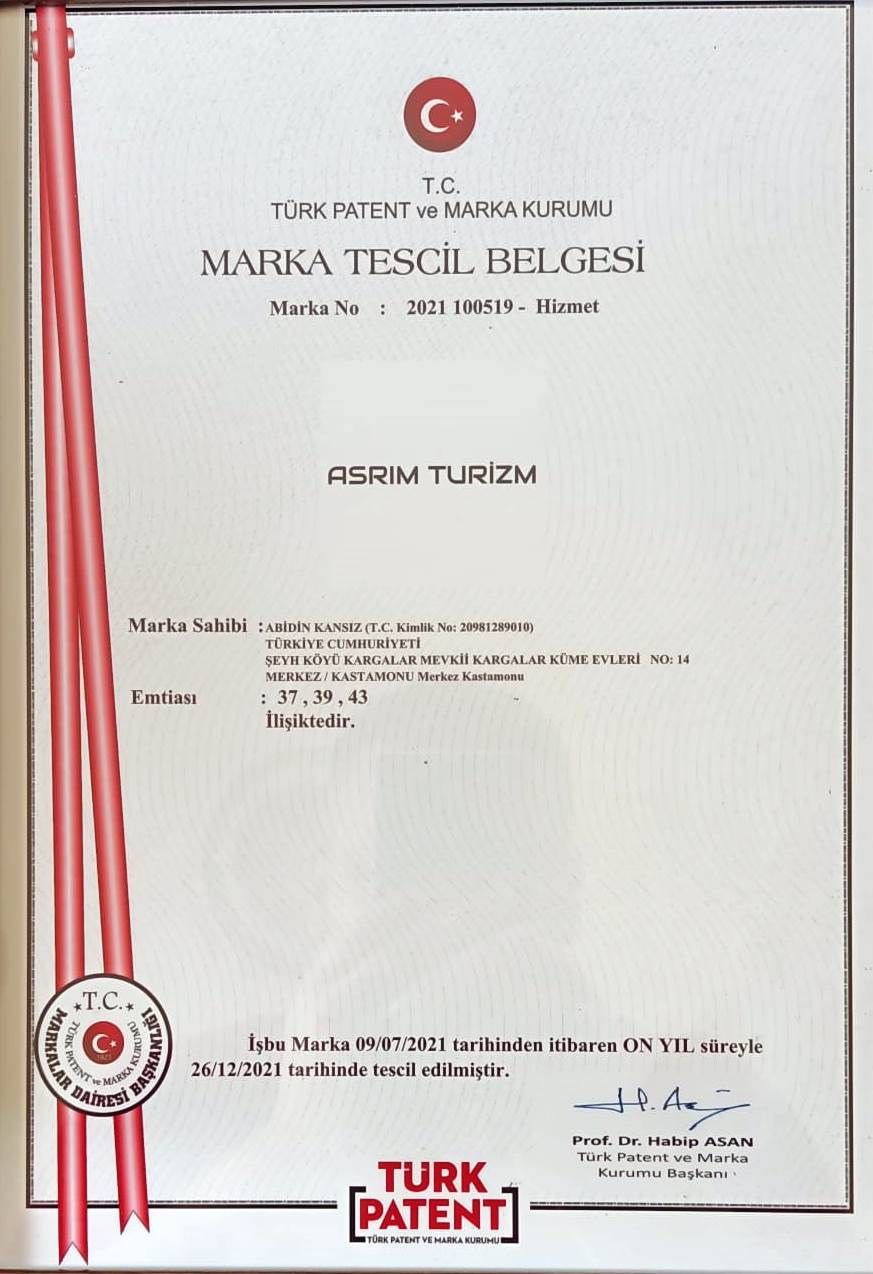 T.C.
TÜRK PATENT ve MARKA KURUMU
MARKA TESCİL BELGESİ
Marka No : 2021 100519 - Hizmet
ASRIM TURİZM
Marka Sahibi : ABİDİN KANSIZ (T.C. Kimlik No: 20981289010)
TÜRKİYE CUMHURİYETİ
ŞEYH KÖYÜ KARGALAR MEVKİİ KARGALAR KÜME EVLERİ NO: 14
MERKEZ / KASTAMONU Merkez Kastamonu
Emtiası : 37 , 39 , 43
İlişiktedir.
T.C.
TÜRK PATENT ve MARKA KURUMU
MARKALAR DAİRESİ BAŞKANLIĞI
İşbu Marka 09/07/2021 tarihinden itibaren ON YIL süreyle
26/12/2021 tarihinde tescil edilmiştir.
Prof. Dr. Habip ASAN
Türk Patent ve Marka
Kurumu Başkanı
TÜRK
PATENT
TÜRK PATENT VE MARKA KURUMU